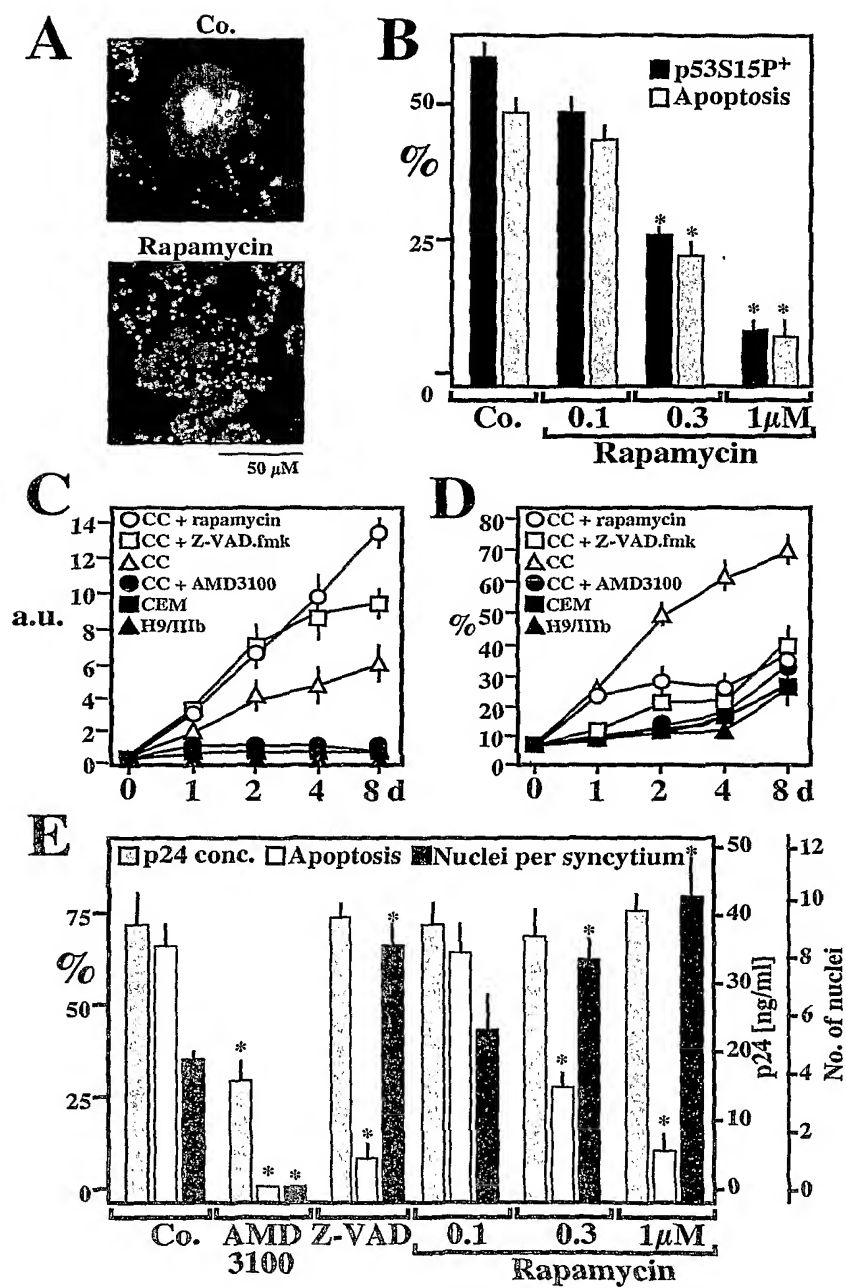 A
Co.
Rapamycin
50 μM
B
p53S15P+
Apoptosis
50
%
25
0
* *
* *
Co. 0.1 0.3 1μM
Rapamycin
C
14
12
10
a.u.
8
6
4
2
0
CC + rapamycin
CC + Z-VAD.fmk
CC
CC + AMD3100
CEM
H9/IIIb
0 1 2 4 8 d
D
80
70
60
50
%
40
30
20
10
0
CC + rapamycin
CC + Z-VAD.fmk
CC
CC + AMD3100
CEM
H9/IIIb
0 1 2 4 8 d
E
p24 conc. Apoptosis Nuclei per syncytium
75
%
50
25
0
* * *
* *
* *
* *
50
40
30
20
10
0
p24 [ng/ml]
12
10
8
6
4
2
0
No. of nuclei
Co. AMD 3100 Z-VAD 0.1 0.3 1μM
Rapamycin